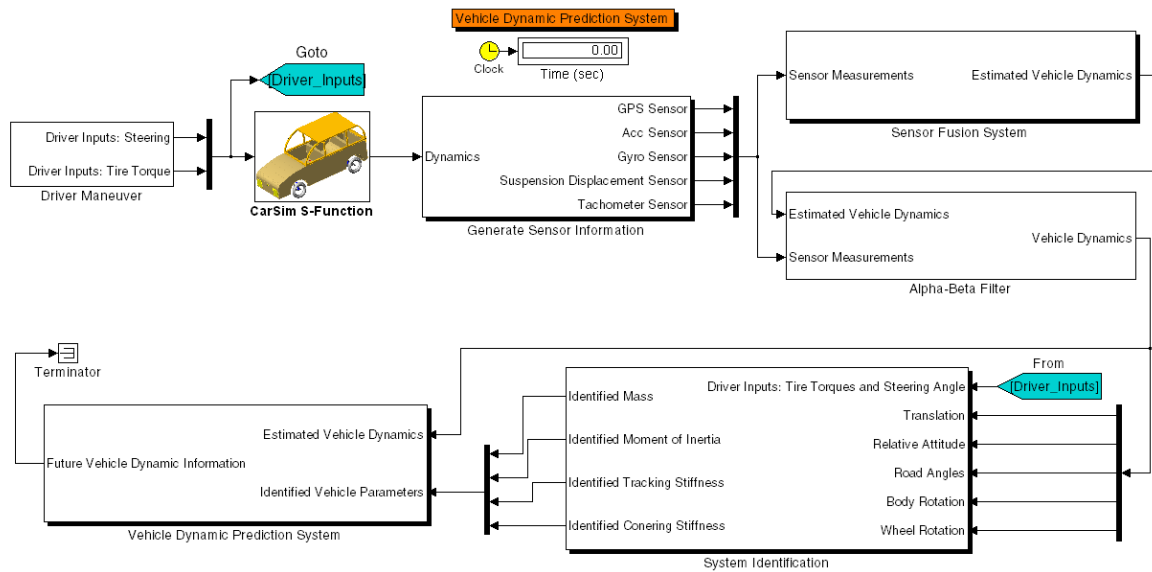 Vehicle Dynamic Prediction System
0.00
Clock
Time (sec)
Goto
[Driver_Inputs]
Driver Inputs: Steering
Driver Inputs: Tire Torque
Driver Maneuver
CarSim S-Function
Dynamics
GPS Sensor
Acc Sensor
Gyro Sensor
Suspension Displacement Sensor
Tachometer Sensor
Generate Sensor Information
Sensor Measurements
Estimated Vehicle Dynamics
Sensor Fusion System
Estimated Vehicle Dynamics
Vehicle Dynamics
Sensor Measurements
Alpha-Beta Filter
Terminator
Estimated Vehicle Dynamics
Future Vehicle Dynamic Information
Identified Vehicle Parameters
Vehicle Dynamic Prediction System
Identified Mass
Identified Moment of Inertia
Identified Tracking Stiffness
Identified Conering Stiffness
Driver Inputs: Tire Torques and Steering Angle
Translation
Relative Attitude
Road Angles
Body Rotation
Wheel Rotation
System Identification
From
[Driver_Inputs]